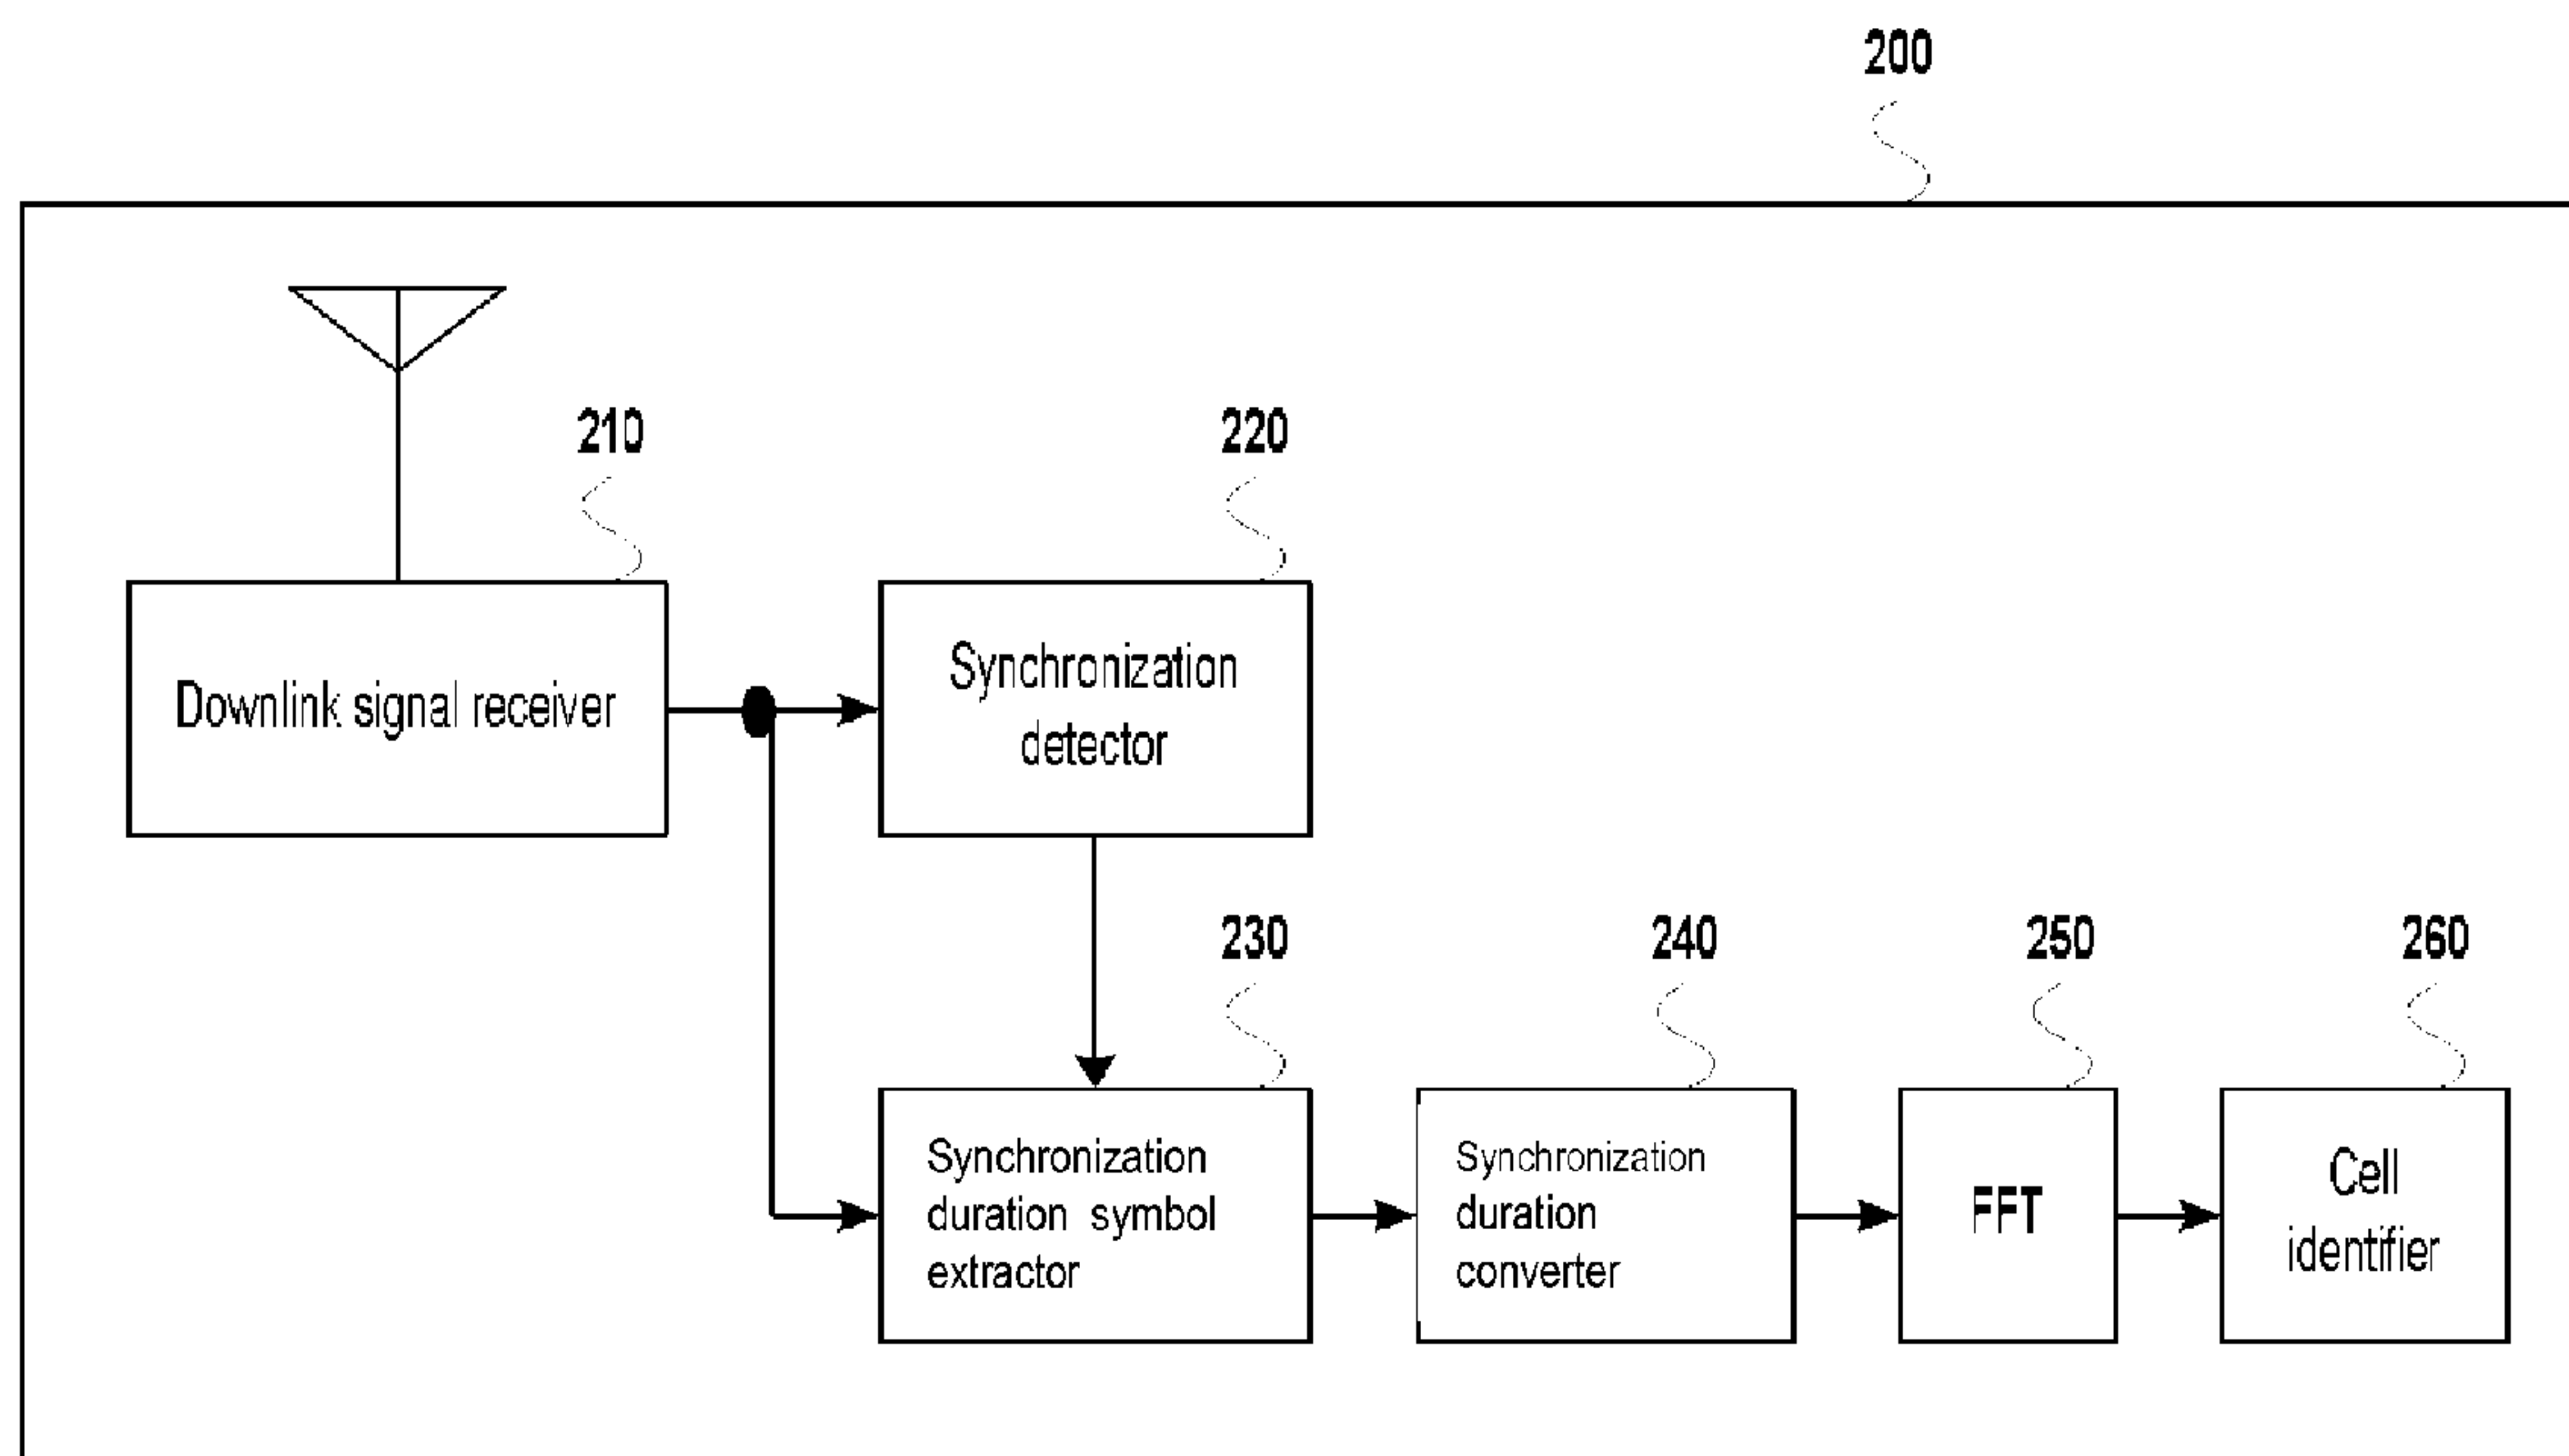 200
210
220
Downlink signal receiver
Synchronization
detector
230
240
250
260
Synchronization
duration symbol
extractor
Synchronization
duration
converter
FFT
Cell
identifier